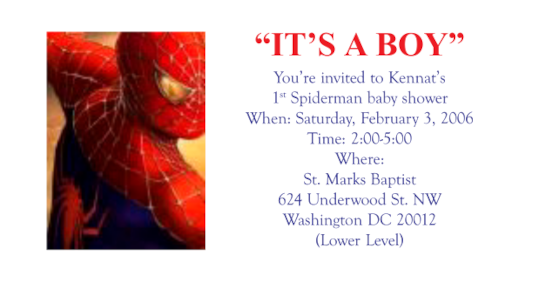 “IT’S A BOY”
You’re invited to Kennat’s
1st Spiderman baby shower
When: Saturday, February 3, 2006
Time: 2:00-5:00
Where:
St. Marks Baptist
624 Underwood St. NW
Washington DC 20012
(Lower Level)